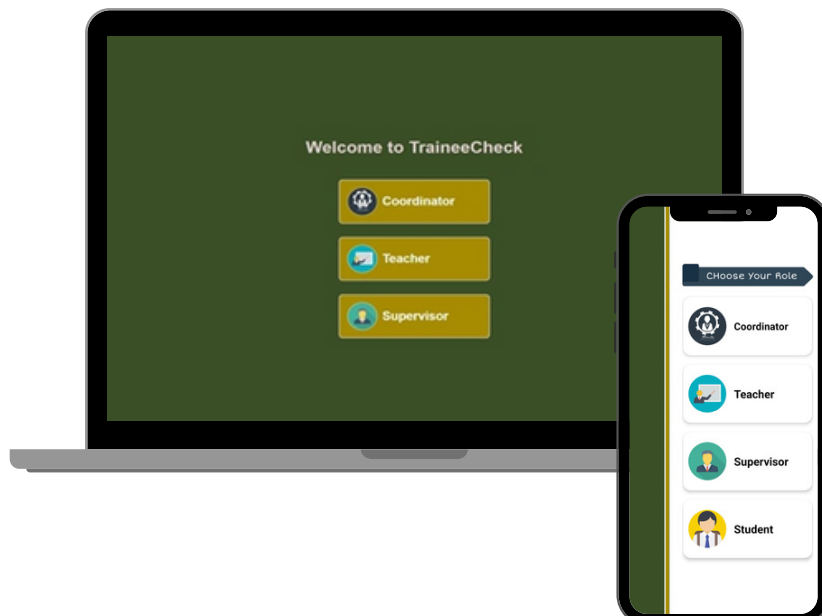 Welcome to TraineeCheck
Coordinator
Teacher
Supervisor
CHoose Your Role
Coordinator
Teacher
Supervisor
Student